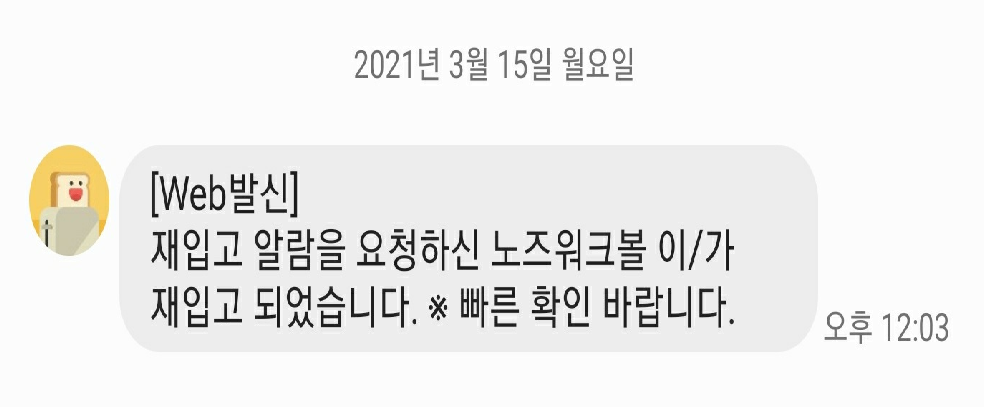 2021년 3월 15일 월요일
[Web발신]
재입고 알람을 요청하신 노즈워크볼 이/가
재입고 되었습니다. ※ 빠른 확인 바랍니다.
오후 12:03